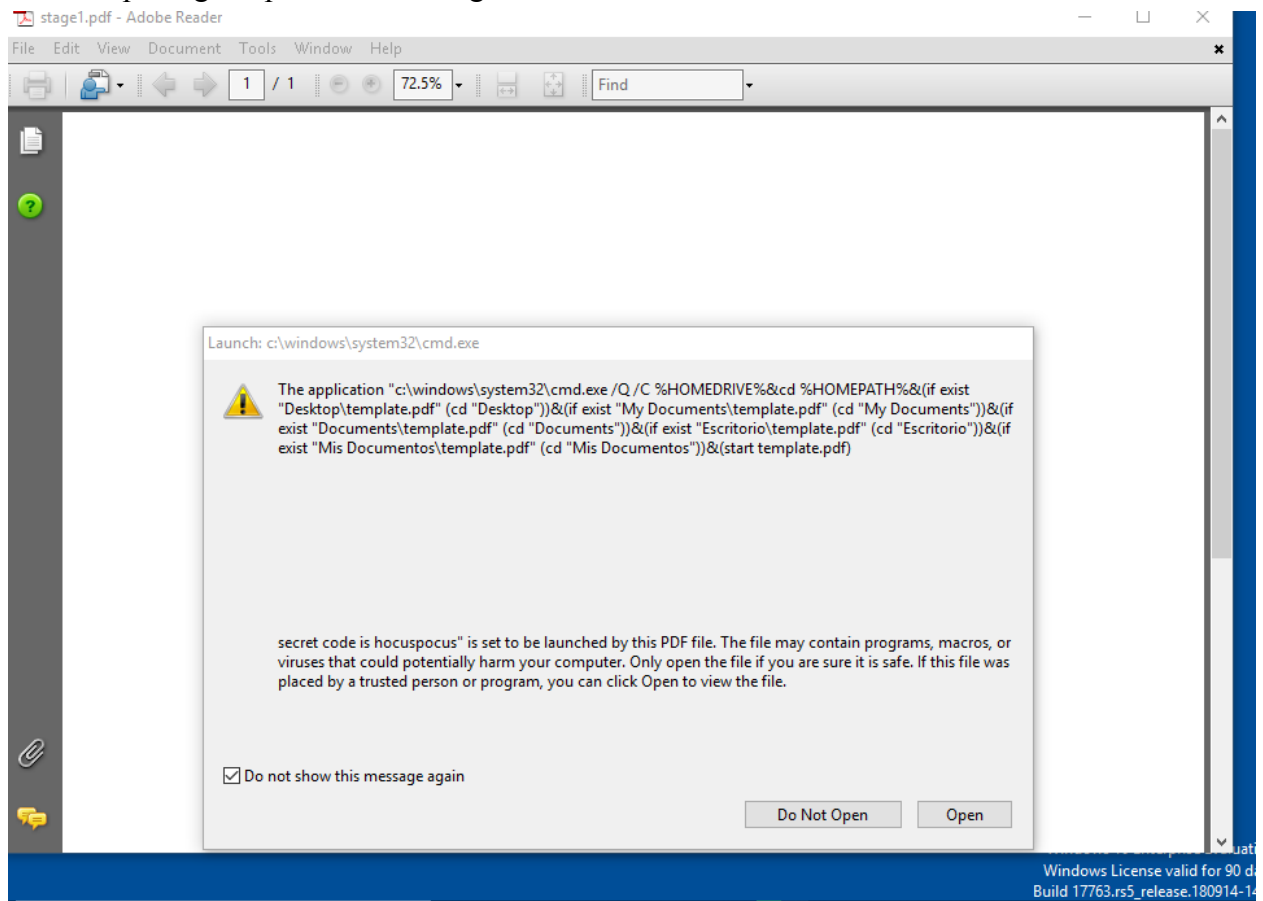 stage1.pdf - Adobe Reader
File Edit View Document Tools Window Help
1 / 1 72.5% Find
Launch: c:\windows\system32\cmd.exe
The application "c:\windows\system32\cmd.exe /Q /C %HOMEDRIVE%&cd %HOMEPATH%&(if exist
"Desktop\template.pdf" (cd "Desktop"))&(if exist "My Documents\template.pdf" (cd "My Documents"))&(if
exist "Documents\template.pdf" (cd "Documents"))&(if exist "Escritorio\template.pdf" (cd "Escritorio"))&(if
exist "Mis Documentos\template.pdf" (cd "Mis Documentos"))&(start template.pdf)
secret code is hocuspocus" is set to be launched by this PDF file. The file may contain programs, macros, or
viruses that could potentially harm your computer. Only open the file if you are sure it is safe. If this file was
placed by a trusted person or program, you can click Open to view the file.
Do not show this message again
Do Not Open Open
Windows License valid for 90 d
Build 17763.rs5_release.180914-14